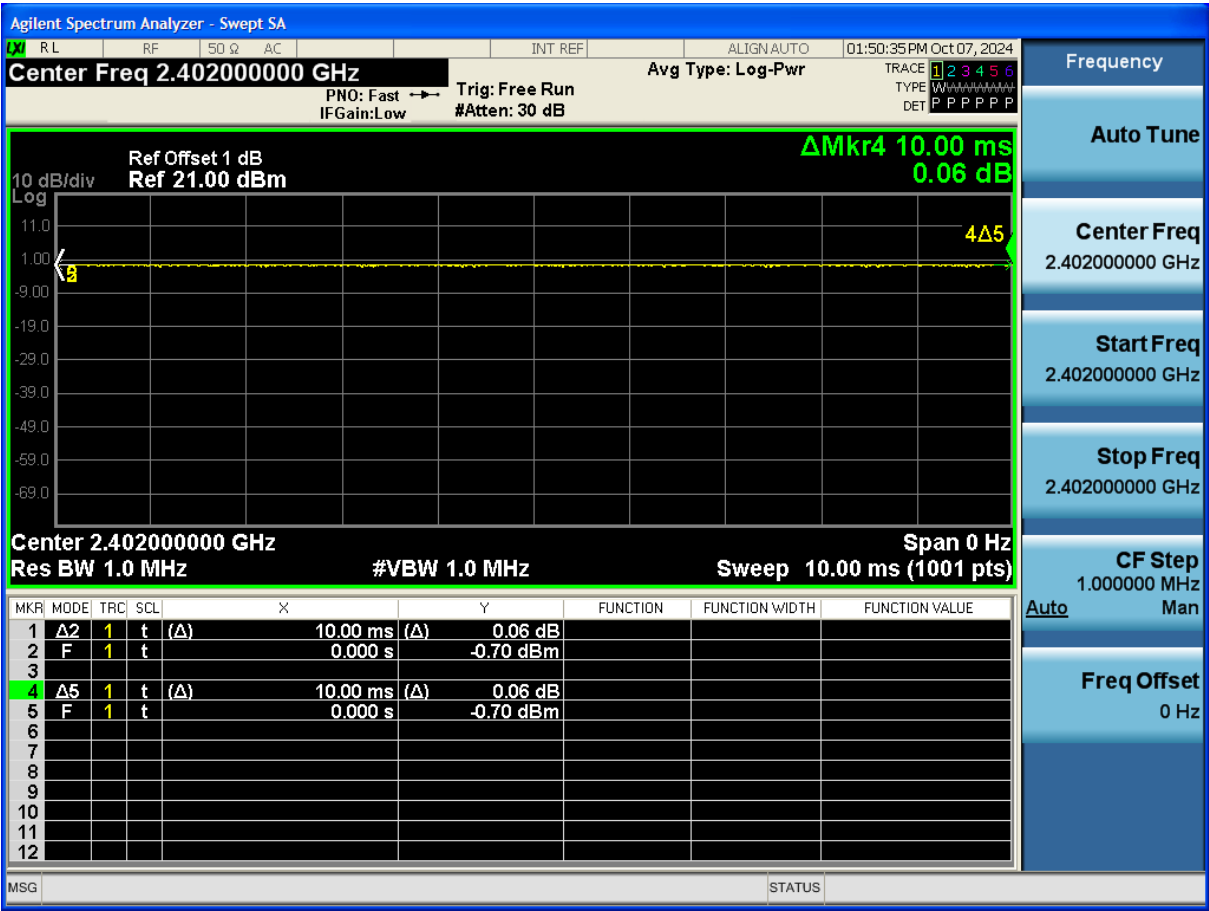 Agilent Spectrum Analyzer - Swept SA
LXI RL RF 50 Ω AC INT REF ALIGN AUTO 01:50:35 PM Oct 07, 2024
Center Freq 2.402000000 GHz
PNO: Fast
IFGain:Low
Trig: Free Run
#Atten: 30 dB
Avg Type: Log-Pwr
TRACE 1 2 3 4 5 6
TYPE W
DET P P P P P P
Ref Offset 1 dB
10 dB/div Ref 21.00 dBm
Log
ΔMkr4 10.00 ms
0.06 dB
11.0
1.00
-9.00
-19.0
-29.0
-39.0
-49.0
-59.0
-69.0
4Δ5
Center 2.402000000 GHz Span 0 Hz
Res BW 1.0 MHz #VBW 1.0 MHz Sweep 10.00 ms (1001 pts)
MKR MODE TRC SCL X Y FUNCTION FUNCTION WIDTH FUNCTION VALUE
1 Δ2 1 t (Δ) 10.00 ms (Δ) 0.06 dB
2 F 1 t 0.000 s -0.70 dBm
3
4 Δ5 1 t (Δ) 10.00 ms (Δ) 0.06 dB
5 F 1 t 0.000 s -0.70 dBm
6
7
8
9
10
11
12
MSG STATUS
Frequency
Auto Tune
Center Freq
2.402000000 GHz
Start Freq
2.402000000 GHz
Stop Freq
2.402000000 GHz
CF Step
1.000000 MHz
Auto Man
Freq Offset
0 Hz